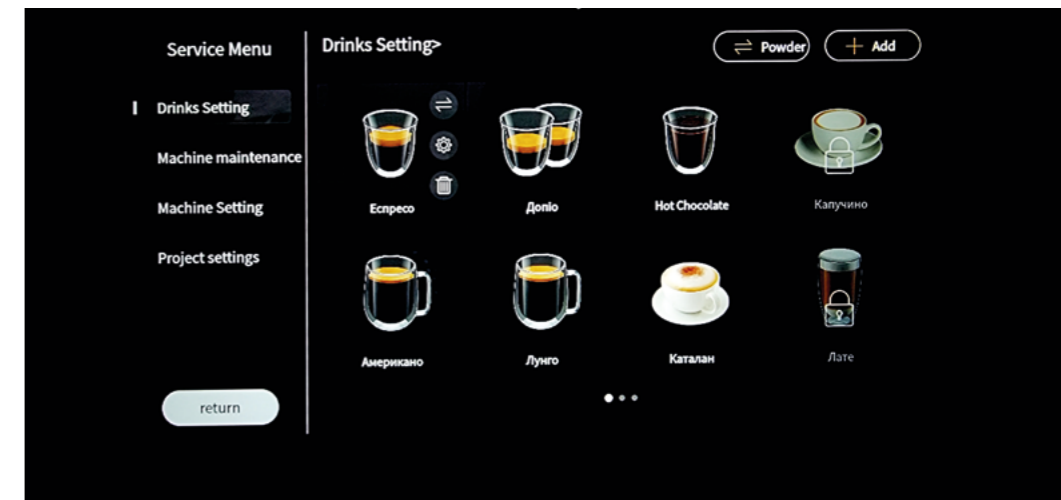 Service Menu
Drinks Setting>
Powder
Add
Drinks Setting
Machine maintenance
Machine Setting
Project settings
return
Еспресо
Допіо
Hot Chocolate
Капучино
Американо
Лунго
Каталан
Лате